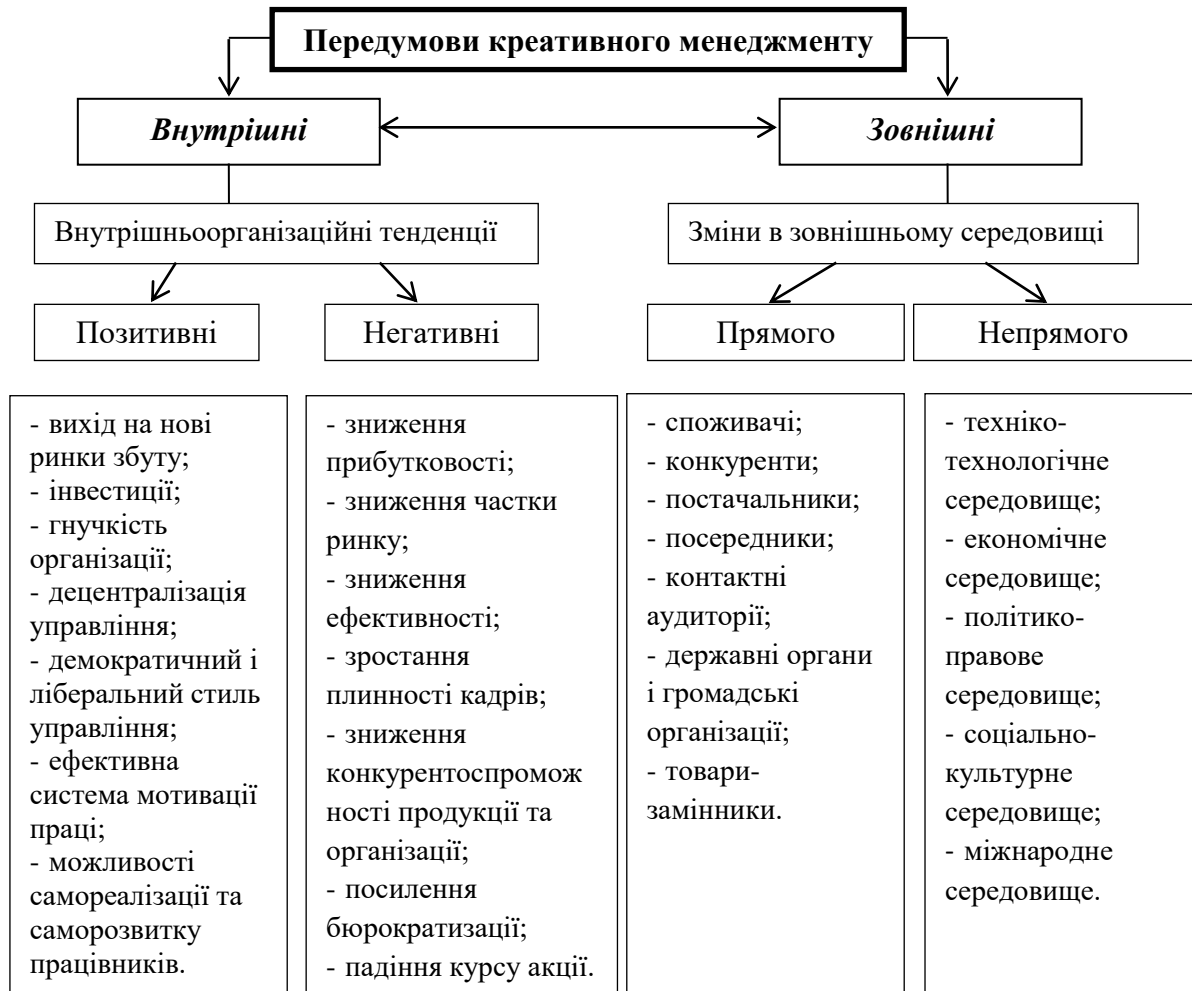 Передумови креативного менеджменту
Внутрішні
Зовнішні
Внутрішньоорганізаційні тенденції
Зміни в зовнішньому середовищі
Позитивні
Негативні
Прямого
Непрямого
- вихід на нові
ринки збуту;
- інвестиції;
- гнучкість
організації;
- децентралізація
управління;
- демократичний і
ліберальний стиль
управління;
- ефективна
система мотивації
праці;
- можливості
самореалізації та
саморозвитку
працівників.
- зниження
прибутковості;
- зниження частки
ринку;
- зниження
ефективності;
- зростання
плинності кадрів;
- зниження
конкурентоспромож
ності продукції та
організації;
- посилення
бюрократизації;
- падіння курсу акції.
- споживачі;
- конкуренти;
- постачальники;
- посередники;
- контактні
аудиторії;
- державні органи
і громадські
організації;
- товари-
замінники.
- техніко-
технологічне
середовище;
- економічне
середовище;
- політико-
правове
середовище;
- соціально-
культурне
середовище;
- міжнародне
середовище.